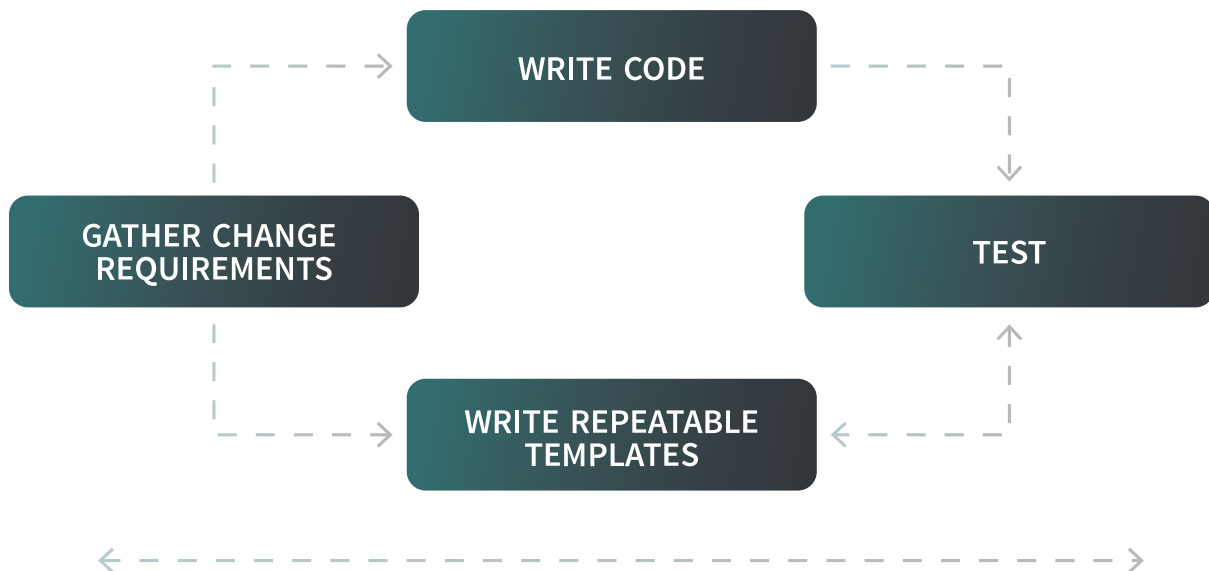 WRITE CODE
GATHER CHANGE
REQUIREMENTS
TEST
WRITE REPEATABLE
TEMPLATES